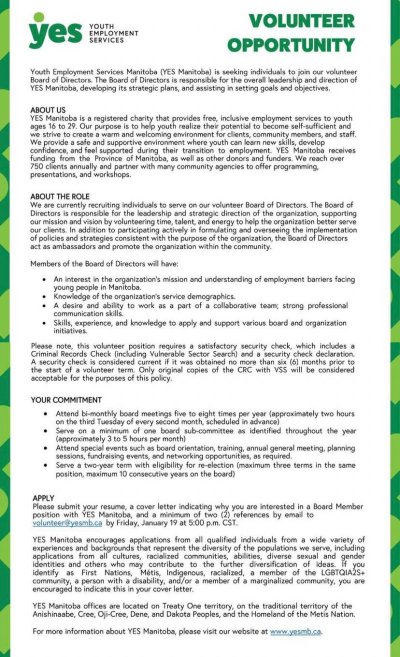 yes YOUTH
EMPLOYMENT
SERVICES
VOLUNTEER
OPPORTUNITY
Youth Employment Services Manitoba (YES Manitoba) is seeking individuals to join our volunteer
Board of Directors. The Board of Directors is responsible for the overall leadership and direction of
YES Manitoba, developing its strategic plans, and assisting in setting goals and objectives.
ABOUT US
YES Manitoba is a registered charity that provides free, inclusive employment services to youth
ages 16 to 29. Our purpose is to help youth realize their potential to become self-sufficient and
we strive to create a warm and welcoming environment for clients, community members, and staff.
We provide a safe and supportive environment where youth can learn new skills, develop
confidence, and feel supported during their transition to employment. YES Manitoba receives
funding from the Province of Manitoba, as well as other donors and funders. We reach over
750 clients annually and partner with many community agencies to offer programming,
presentations, and workshops.
ABOUT THE ROLE
We are currently recruiting individuals to serve on our volunteer Board of Directors. The Board of
Directors is responsible for the leadership and strategic direction of the organization, supporting
our mission and vision by volunteering time, talent, and energy to help the organization better serve
our clients. In addition to participating actively in formulating and overseeing the implementation
of policies and strategies consistent with the purpose of the organization, the Board of Directors
act as ambassadors and promote the organization within the community.
Members of the Board of Directors will have:
• An interest in the organization's mission and understanding of employment barriers facing
young people in Manitoba.
• Knowledge of the organization's service demographics.
• A desire and ability to work as a part of a collaborative team; strong professional
communication skills.
• Skills, experience, and knowledge to apply and support various board and organization
initiatives.
Please note, this volunteer position requires a satisfactory security check, which includes a
Criminal Records Check (including Vulnerable Sector Search) and a security check declaration.
A security check is considered current if it was obtained no more than six (6) months prior to
the start of a volunteer term. Only original copies of the CRC with VSS will be considered
acceptable for the purposes of this policy.
YOUR COMMITMENT
• Attend bi-monthly board meetings five to eight times per year (approximately two hours
on the third Tuesday of every second month, scheduled in advance)
• Serve on a minimum of one board sub-committee as identified throughout the year
(approximately 3 to 5 hours per month)
• Attend special events such as board orientation, training, annual general meeting, planning
sessions, fundraising events, and networking opportunities, as required.
• Serve a two-year term with eligibility for re-election (maximum three terms in the same
position, maximum 10 consecutive years on the board)
APPLY
Please submit your resume, a cover letter indicating why you are interested in a Board Member
position with YES Manitoba, and a minimum of two (2) references by email to
volunteer@yesmb.ca by Friday, January 19 at 5:00 p.m. CST.
YES Manitoba encourages applications from all qualified individuals from a wide variety of
experiences and backgrounds that represent the diversity of the populations we serve, including
applications from all cultures, racialized communities, abilities, diverse sexual and gender
identities and others who may contribute to the further diversification of ideas. If you
identify as First Nations, Métis, Indigenous, racialized, a member of the LGBTQIA2S+
community, a person with a disability, and/or a member of a marginalized community, you are
encouraged to indicate this in your cover letter.
YES Manitoba offices are located on Treaty One territory, on the traditional territory of the
Anishinaabe, Cree, Oji-Cree, Dene, and Dakota Peoples, and the Homeland of the Metis Nation.
For more information about YES Manitoba, please visit our website at www.yesmb.ca.